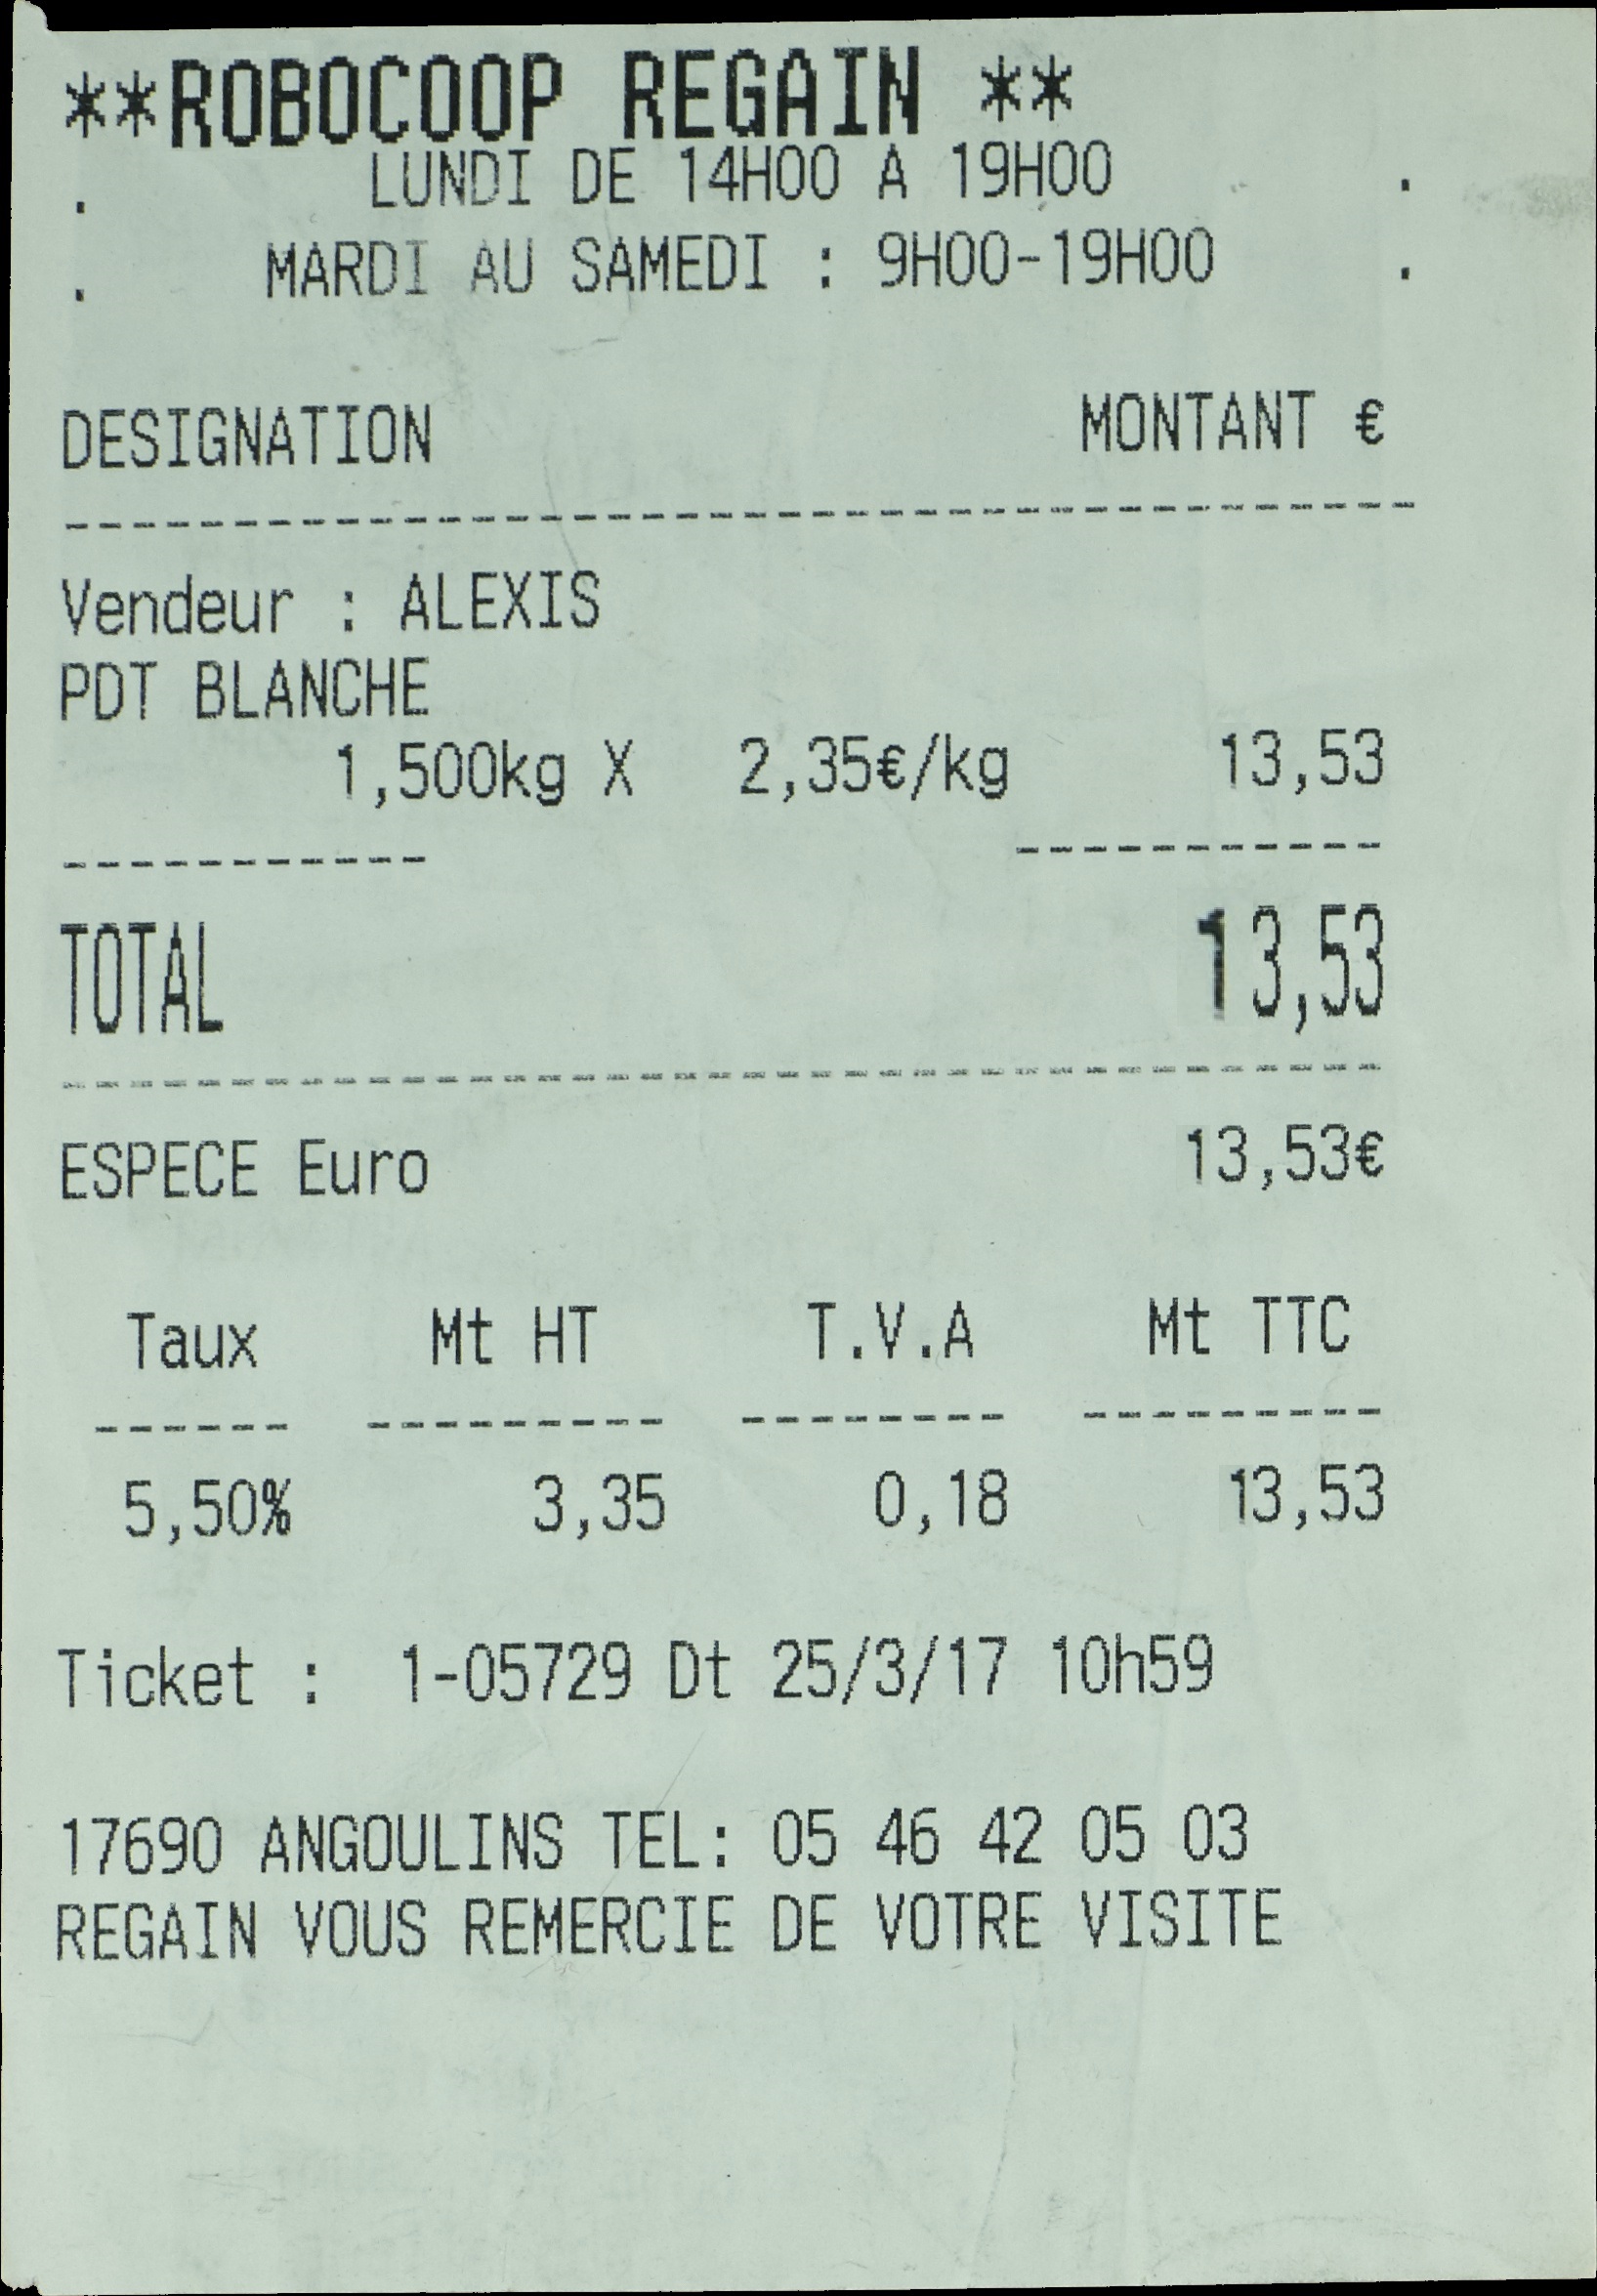 **ROBOCOOP REGAIN **
. LUNDI DE 14H00 A 19H00 .
. MARDI AU SAMEDI : 9H00-19H00 .
DESIGNATION MONTANT €
---------------------------------------
Vendeur : ALEXIS
PDT BLANCHE
1,500kg X 2,35€/kg 13,53
----------- -----------
TOTAL 13,53
---------------------------------------
ESPECE Euro 13,53€
Taux Mt HT T.V.A Mt TTC
------ --------- -------- ---------
5,50% 3,35 0,18 13,53
Ticket : 1-05729 Dt 25/3/17 10h59
17690 ANGOULINS TEL: 05 46 42 05 03
REGAIN VOUS REMERCIE DE VOTRE VISITE